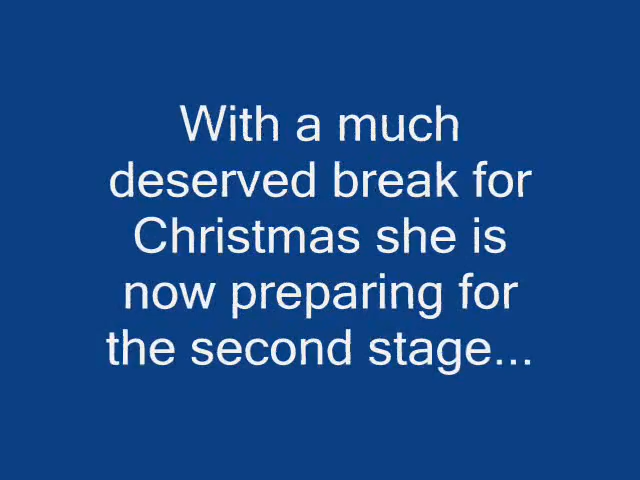 With a much
deserved break for
Christmas she is
now preparing for
the second stage...